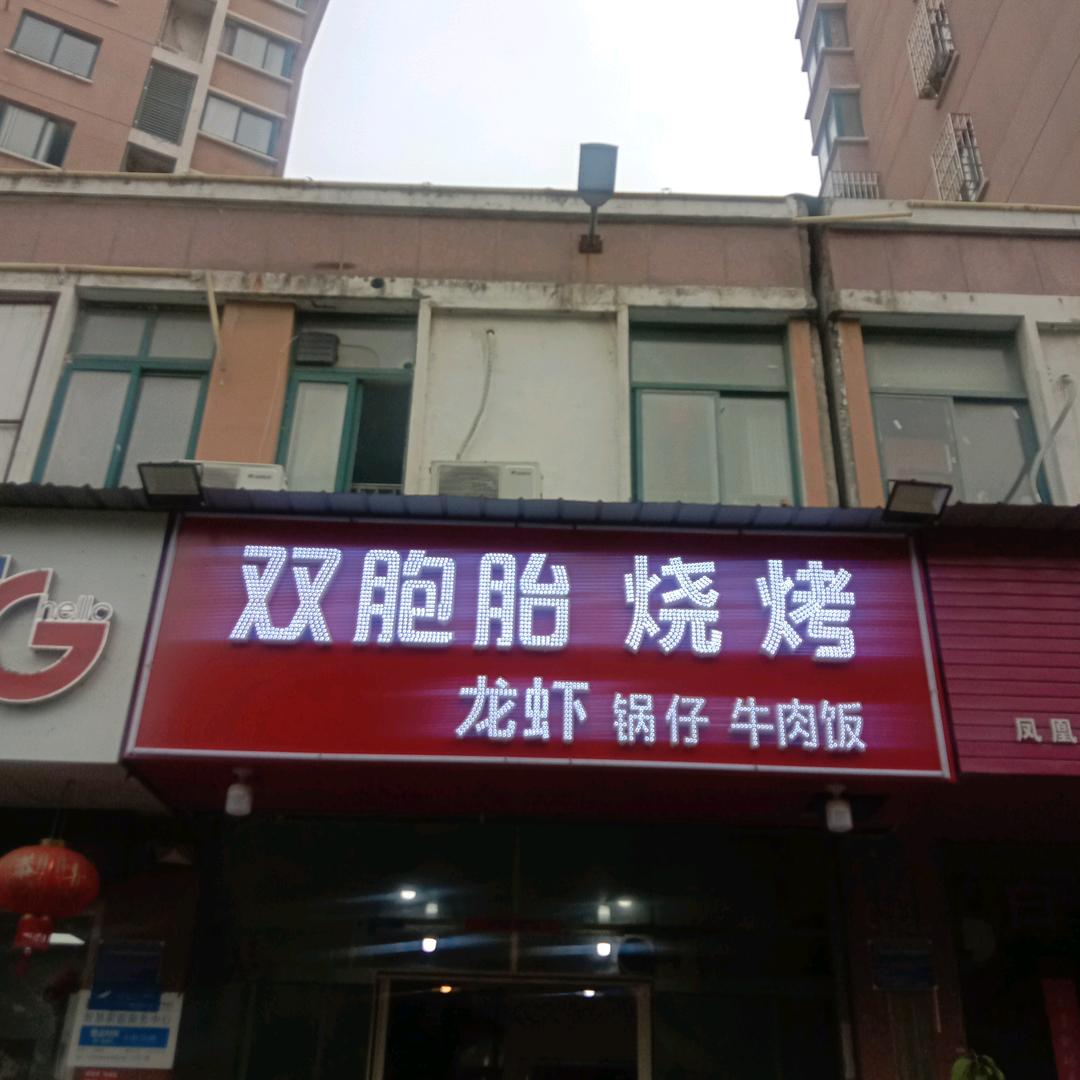 双胞胎 烧烤
龙虾 锅仔 牛肉饭
hello
G
凤凰